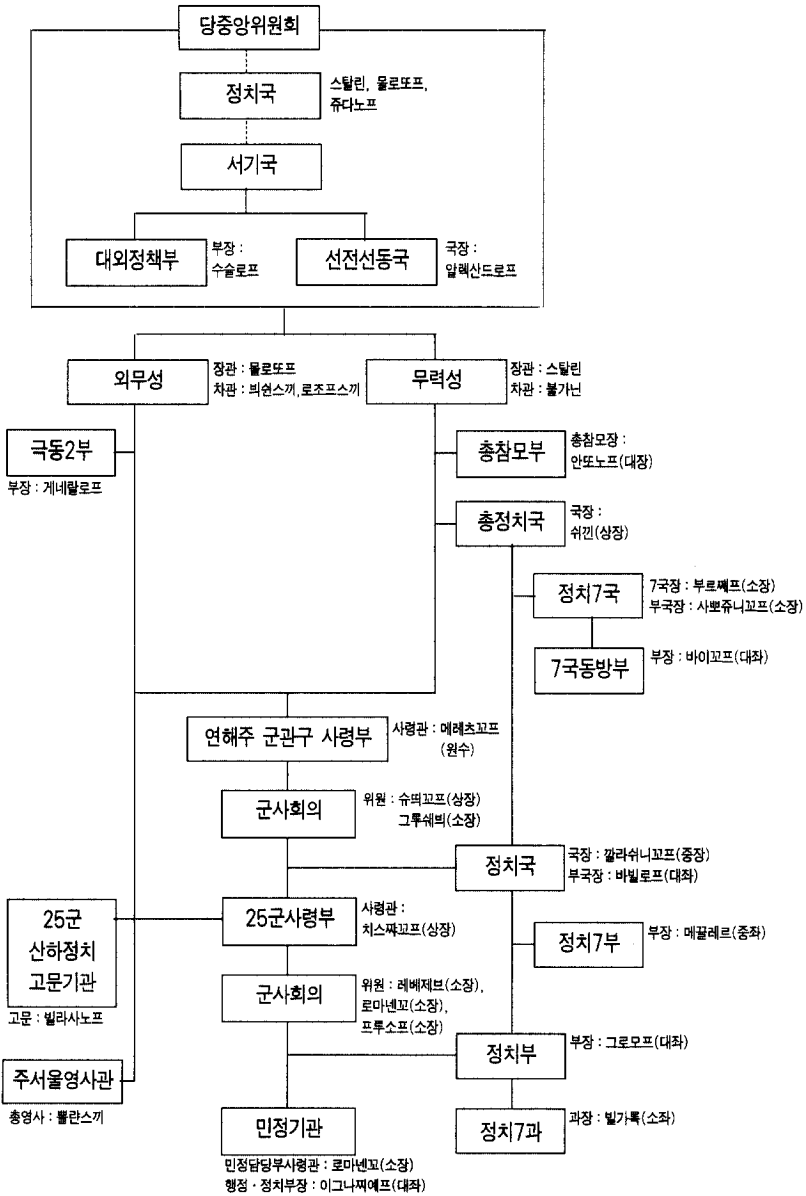 당중앙위원회
정치국
스탈린, 몰로또프,
쥬다노프
서기국
대외정책부
부장 :
수슬로프
선전선동국
국장 :
알렉산드로프
외무성
장관 : 몰로또프
차관 : 븨쉰스끼,로조프스끼
무력성
장관 : 스탈린
차관 : 불가닌
극동2부
부장 : 게네랄로프
총참모부
총참모장 :
안또노프(대장)
총정치국
국장 :
쉬낀(상장)
정치7국
7국장 : 부르쩨프(소장)
부국장 : 사뽀쥬니꼬프(소장)
7국동방부
부장 : 바이꼬프(대좌)
연해주 군관구 사령부
사령관 : 메레츠꼬프
(원수)
군사회의
위원 : 슈띄꼬프(상장)
그루쉐븨(소장)
정치국
국장 : 깔라쉬니꼬프(중장)
부국장 : 바빌로프(대좌)
25군
산하정치
고문기관
고문 : 빌라사노프
25군사령부
사령관 :
치스쨔꼬프(상장)
정치7부
부장 : 메끌레르(중좌)
군사회의
위원 : 레베제브(소장),
로마넨꼬(소장),
프루소프(소장)
정치부
부장 : 그로모프(대좌)
주서울영사관
총영사 : 뽈란스끼
민정기관
민정담당부사령관 : 로마넨꼬(소장)
행정·정치부장 : 이그나찌예프(대좌)
정치7과
과장 : 빌가록(소좌)